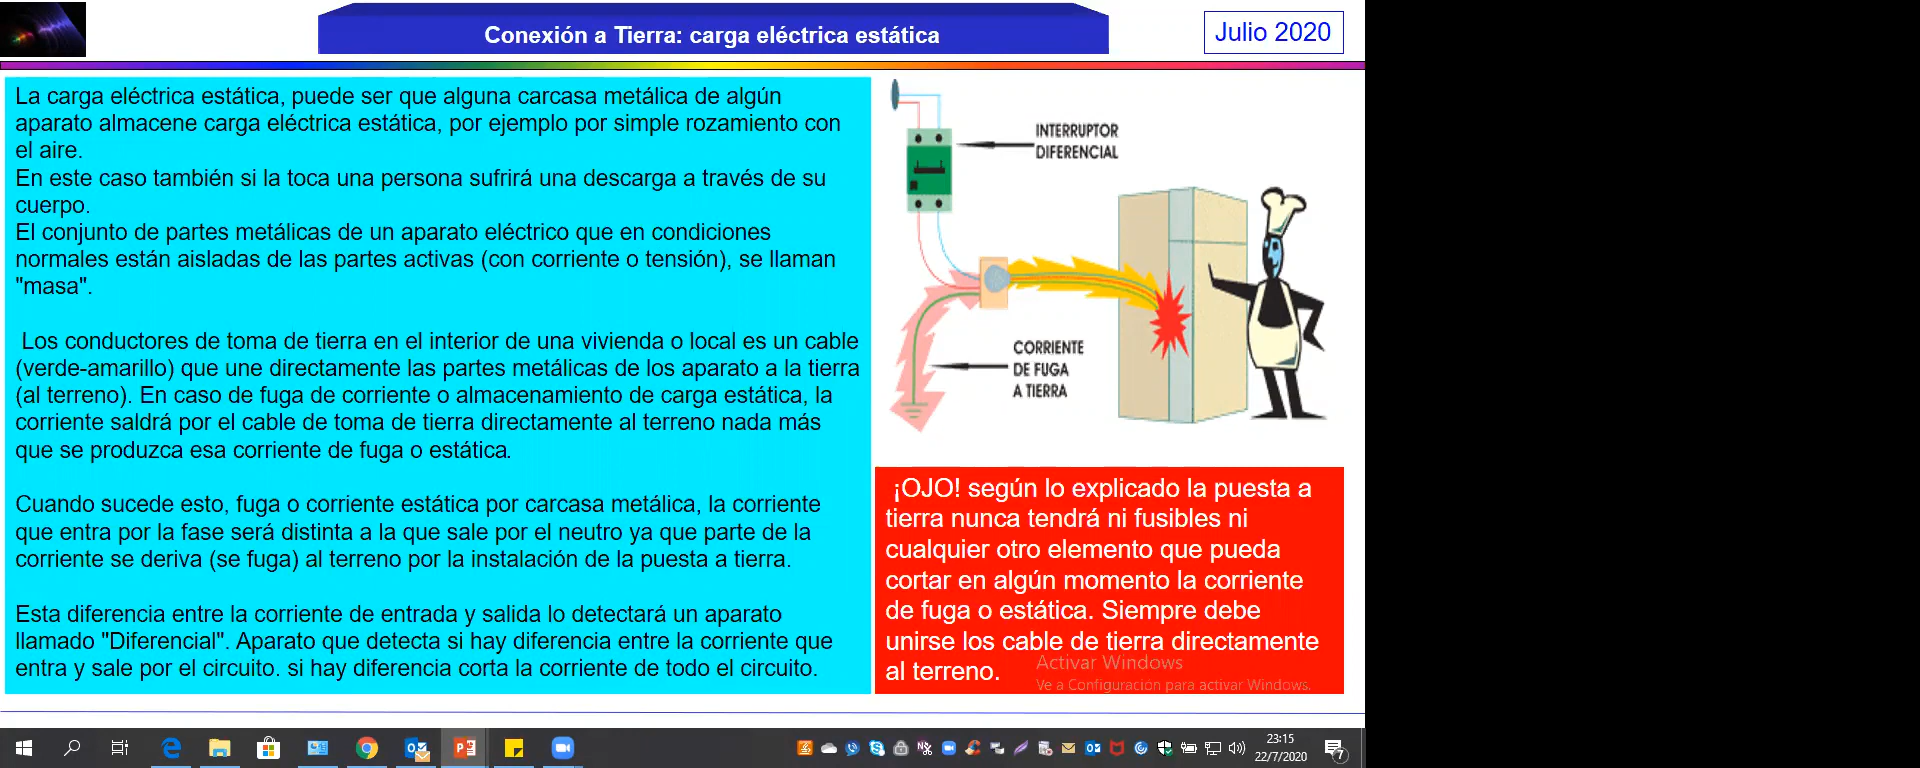 Conexión a Tierra: carga eléctrica estática
Julio 2020
La carga eléctrica estática, puede ser que alguna carcasa metálica de algún
aparato almacene carga eléctrica estática, por ejemplo por simple rozamiento con
el aire.
En este caso también si la toca una persona sufrirá una descarga a través de su
cuerpo.
El conjunto de partes metálicas de un aparato eléctrico que en condiciones
normales están aisladas de las partes activas (con corriente o tensión), se llaman
"masa".
Los conductores de toma de tierra en el interior de una vivienda o local es un cable
(verde-amarillo) que une directamente las partes metálicas de los aparato a la tierra
(al terreno). En caso de fuga de corriente o almacenamiento de carga estática, la
corriente saldrá por el cable de toma de tierra directamente al terreno nada más
que se produzca esa corriente de fuga o estática.
Cuando sucede esto, fuga o corriente estática por carcasa metálica, la corriente
que entra por la fase será distinta a la que sale por el neutro ya que parte de la
corriente se deriva (se fuga) al terreno por la instalación de la puesta a tierra.
Esta diferencia entre la corriente de entrada y salida lo detectará un aparato
llamado "Diferencial". Aparato que detecta si hay diferencia entre la corriente que
entra y sale por el circuito. si hay diferencia corta la corriente de todo el circuito.
INTERRUPTOR
DIFERENCIAL
CORRIENTE
DE FUGA
A TIERRA
¡OJO! según lo explicado la puesta a
tierra nunca tendrá ni fusibles ni
cualquier otro elemento que pueda
cortar en algún momento la corriente
de fuga o estática. Siempre debe
unirse los cable de tierra directamente
al terreno.
Activar Windows
Ve a Configuración para activar Windows.
23:15
22/7/2020
7